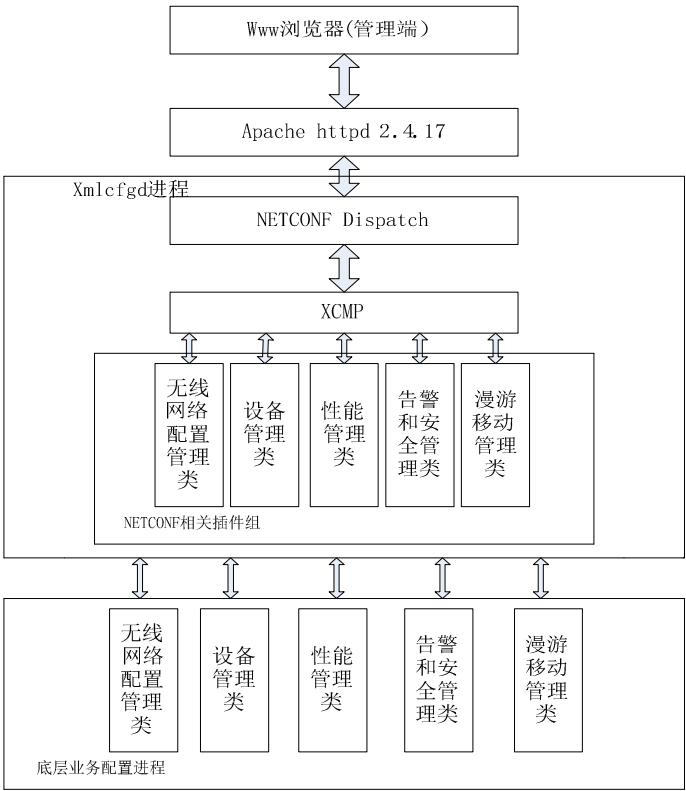 Www浏览器(管理端)
Apache httpd 2.4.17
Xmlcfgd进程
NETCONF Dispatch
XCMP
无线
网络
配置
管理
类
设备
管理
类
性能
管理
类
告警
和安
全管
理类
漫游
移动
管理
类
NETCONF相关插件组
无线
网络
配置
管理
类
设备
管理
类
性能
管理
类
告警
和安
全管
理类
漫游
移动
管理
类
底层业务配置进程